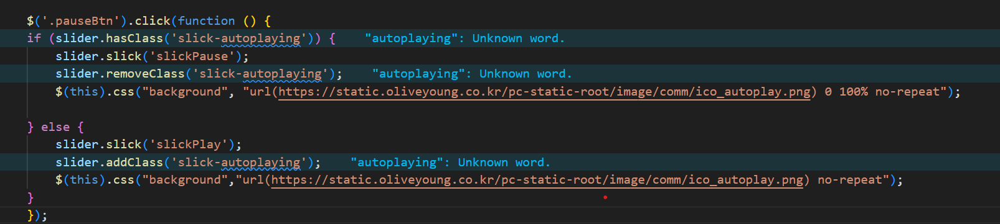 $('.pauseBtn').click(function () {
if (slider.hasClass('slick-autoplaying')) {    "autoplaying": Unknown word.
    slider.slick('slickPause');
    slider.removeClass('slick-autoplaying');    "autoplaying": Unknown word.
    $(this).css("background", "url(https://static.oliveyoung.co.kr/pc-static-root/image/comm/ico_autoplay.png) 0 100% no-repeat");
} else {
    slider.slick('slickPlay');
    slider.addClass('slick-autoplaying');    "autoplaying": Unknown word.
    $(this).css("background","url(https://static.oliveyoung.co.kr/pc-static-root/image/comm/ico_autoplay.png) no-repeat");
}
});